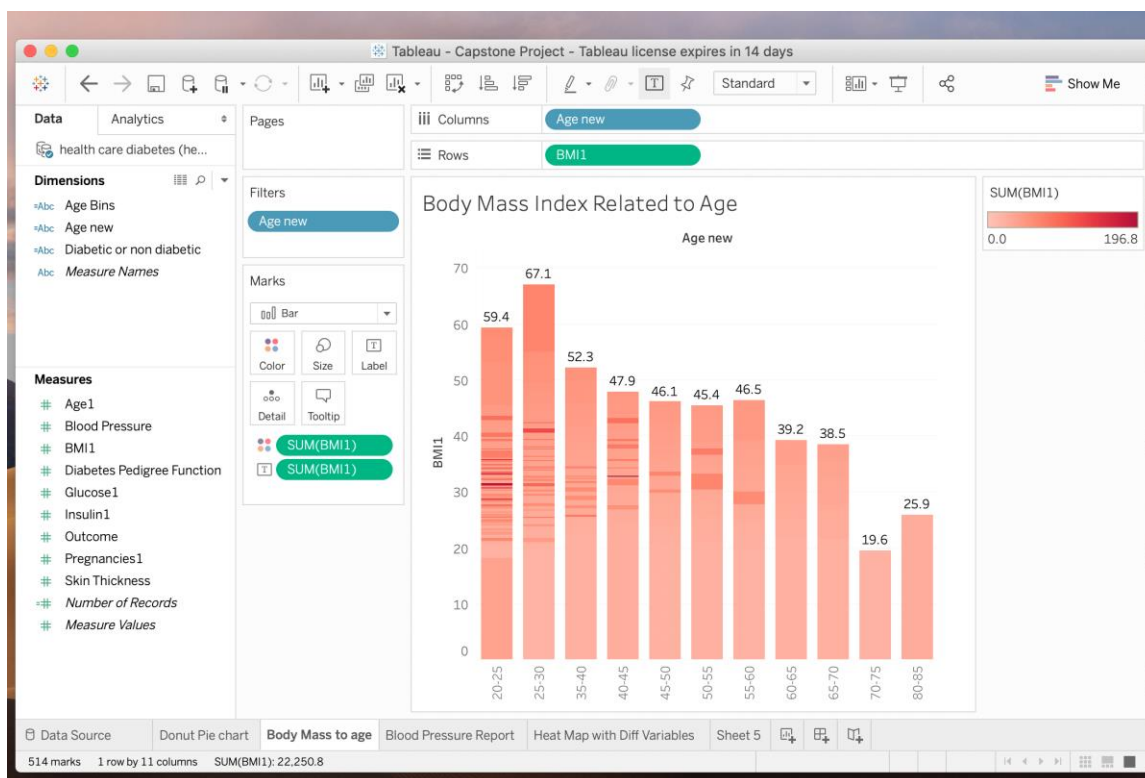 Tableau - Capstone Project - Tableau license expires in 14 days
Standard
Show Me
Data
Analytics
health care diabetes (he...
Dimensions
=Abc Age Bins
=Abc Age new
=Abc Diabetic or non diabetic
Abc Measure Names
Measures
# Age1
# Blood Pressure
# BMI1
# Diabetes Pedigree Function
# Glucose1
# Insulin1
# Outcome
# Pregnancies1
# Skin Thickness
=# Number of Records
# Measure Values
Pages
Filters
Age new
Marks
Bar
Color
Size
T
Label
Detail
Tooltip
SUM(BMI1)
T SUM(BMI1)
iii Columns
Age new
Rows
BMI1
Body Mass Index Related to Age
Age new
BMI1
70
60
50
40
30
20
10
0
59.4
67.1
52.3
47.9
46.1
45.4
46.5
39.2
38.5
19.6
25.9
20-25
25-30
35-40
40-45
45-50
50-55
55-60
60-65
65-70
70-75
80-85
SUM(BMI1)
0.0 196.8
Data Source
Donut Pie chart
Body Mass to age
Blood Pressure Report
Heat Map with Diff Variables
Sheet 5
514 marks 1 row by 11 columns SUM(BMI1): 22,250.8